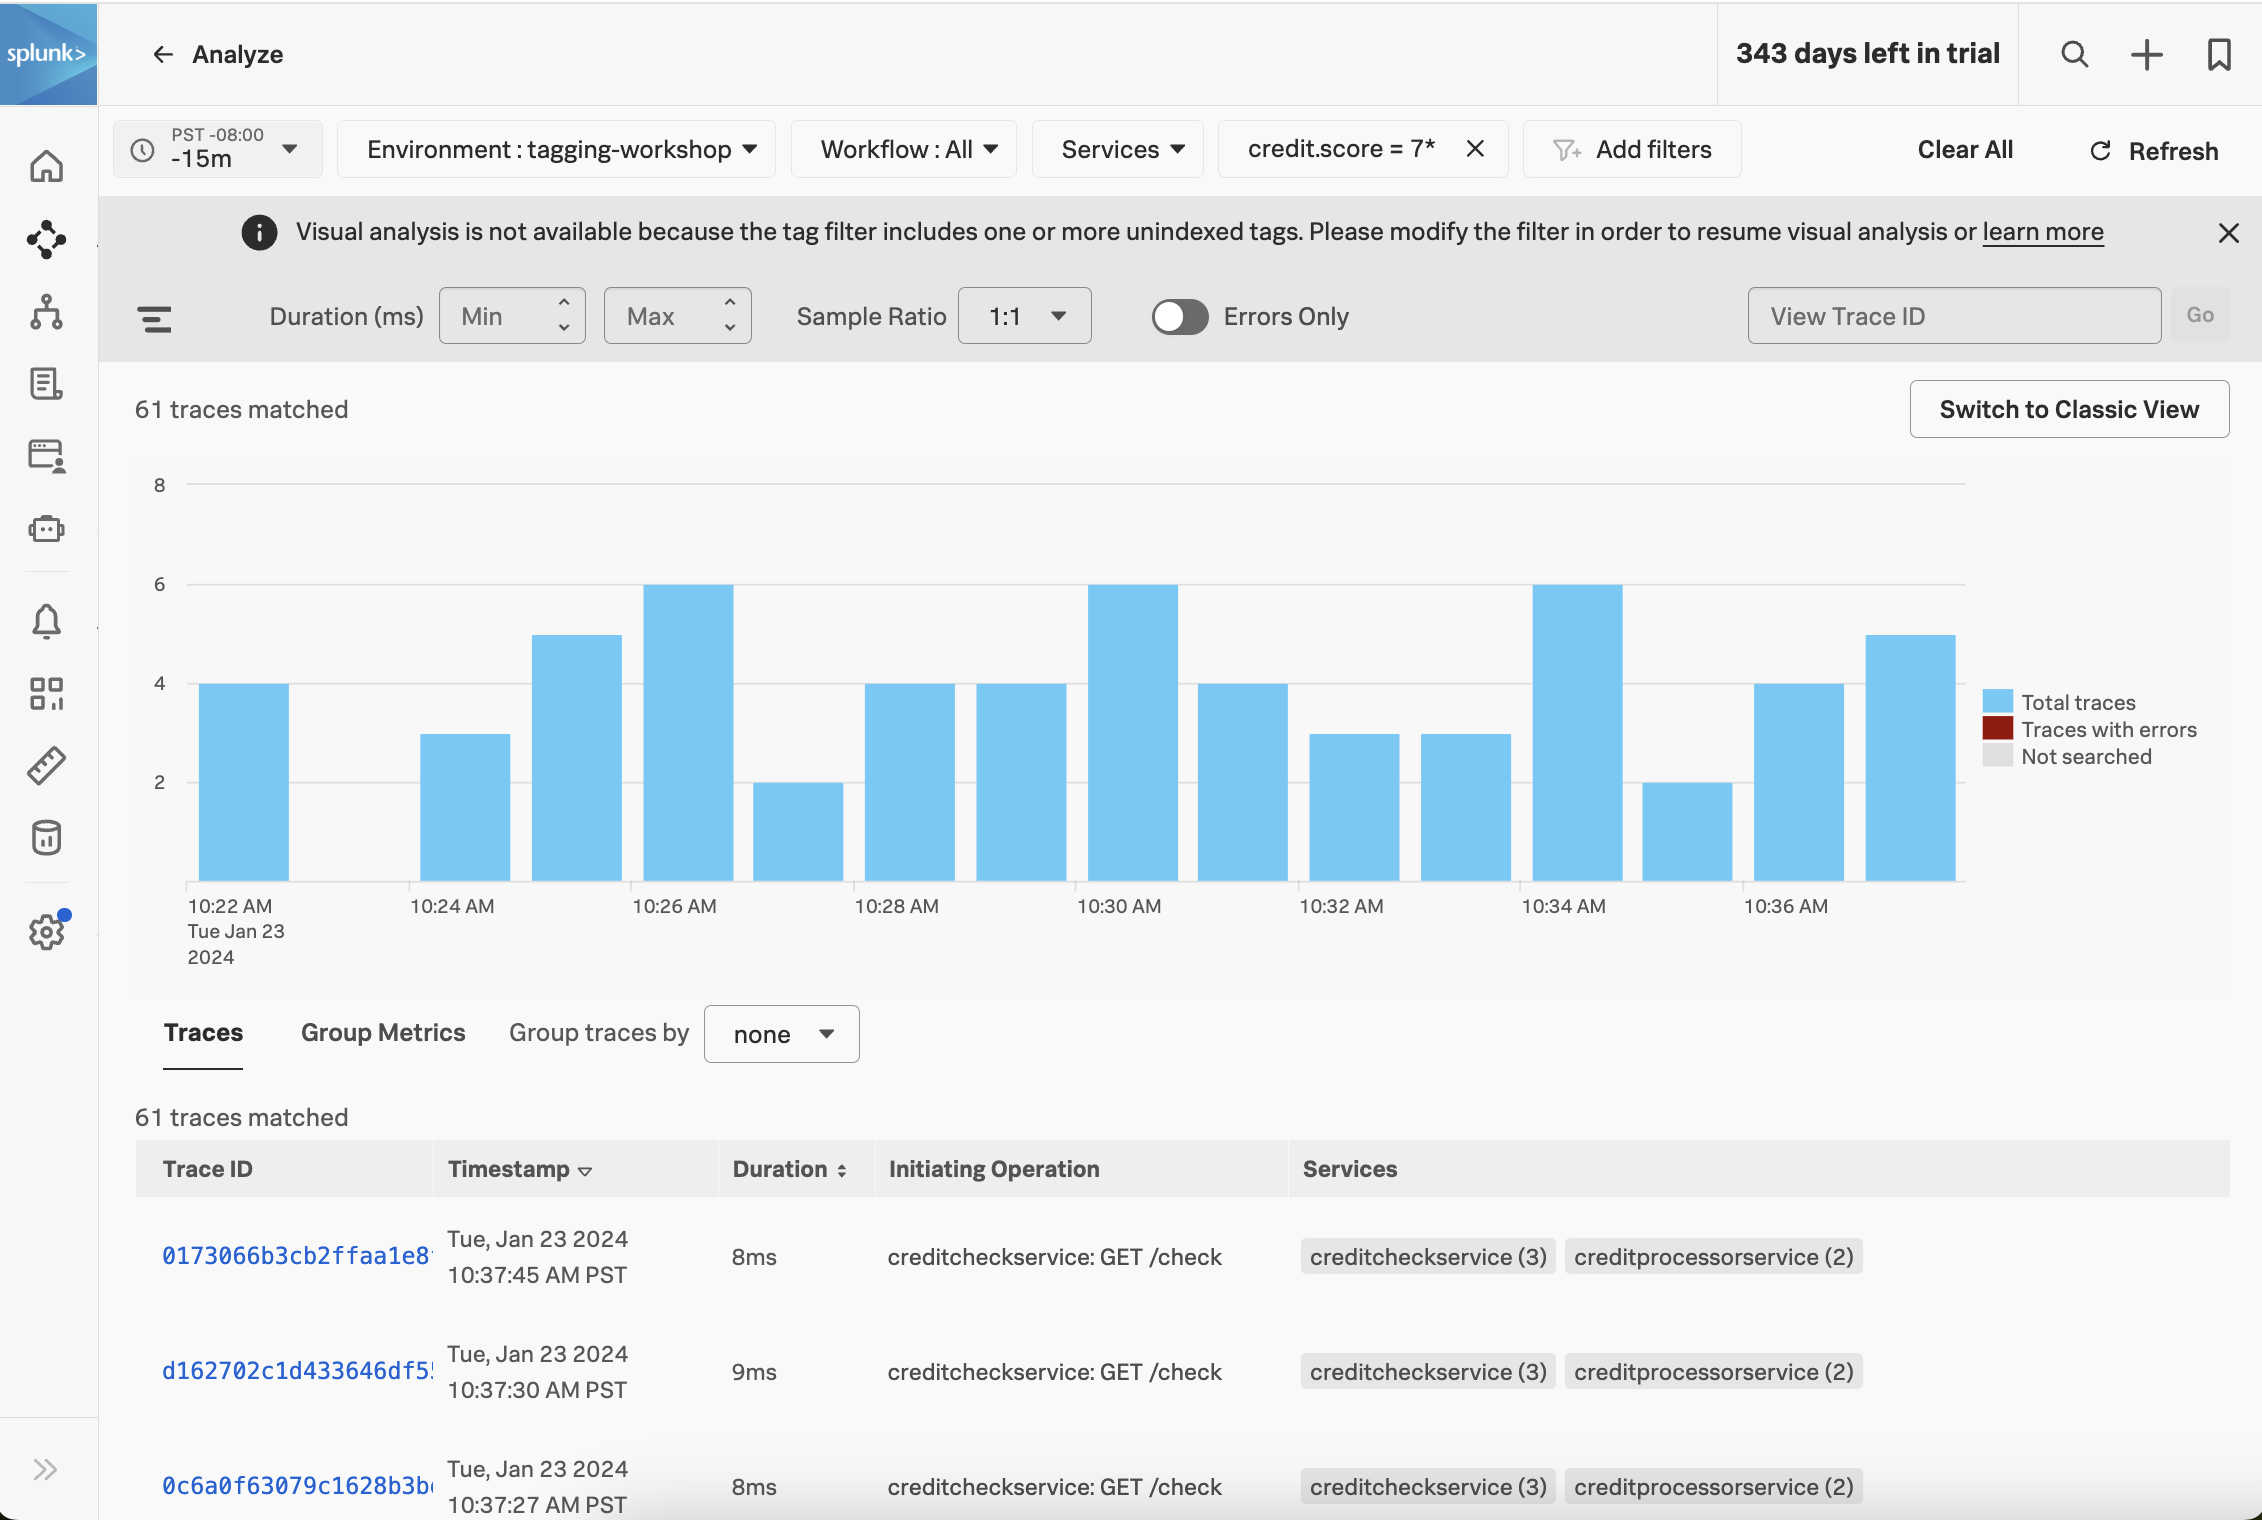 splunk>
Analyze
343 days left in trial
PST -08:00
-15m
Environment : tagging-workshop
Workflow : All
Services
credit.score = 7*
Add filters
Clear All
Refresh
Visual analysis is not available because the tag filter includes one or more unindexed tags. Please modify the filter in order to resume visual analysis or learn more
Duration (ms)
Min
Max
Sample Ratio
1:1
Errors Only
View Trace ID
Go
61 traces matched
Switch to Classic View
8
6
4
2
10:22 AM
Tue Jan 23
2024
10:24 AM
10:26 AM
10:28 AM
10:30 AM
10:32 AM
10:34 AM
10:36 AM
Total traces
Traces with errors
Not searched
Traces
Group Metrics
Group traces by
none
61 traces matched
Trace ID
Timestamp
Duration
Initiating Operation
Services
0173066b3cb2ffaa1e8
Tue, Jan 23 2024
10:37:45 AM PST
8ms
creditcheckservice: GET /check
creditcheckservice (3)
creditprocessorservice (2)
d162702c1d433646df5
Tue, Jan 23 2024
10:37:30 AM PST
9ms
creditcheckservice: GET /check
creditcheckservice (3)
creditprocessorservice (2)
0c6a0f63079c1628b3b
Tue, Jan 23 2024
10:37:27 AM PST
8ms
creditcheckservice: GET /check
creditcheckservice (3)
creditprocessorservice (2)